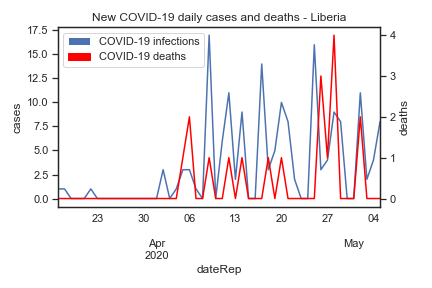 New COVID-19 daily cases and deaths - Liberia
COVID-19 infections
COVID-19 deaths
17.5
15.0
12.5
10.0
7.5
5.0
2.5
0.0
cases
4
3
2
1
0
deaths
23 30 06 13 20 27 04
Apr May
2020
dateRep